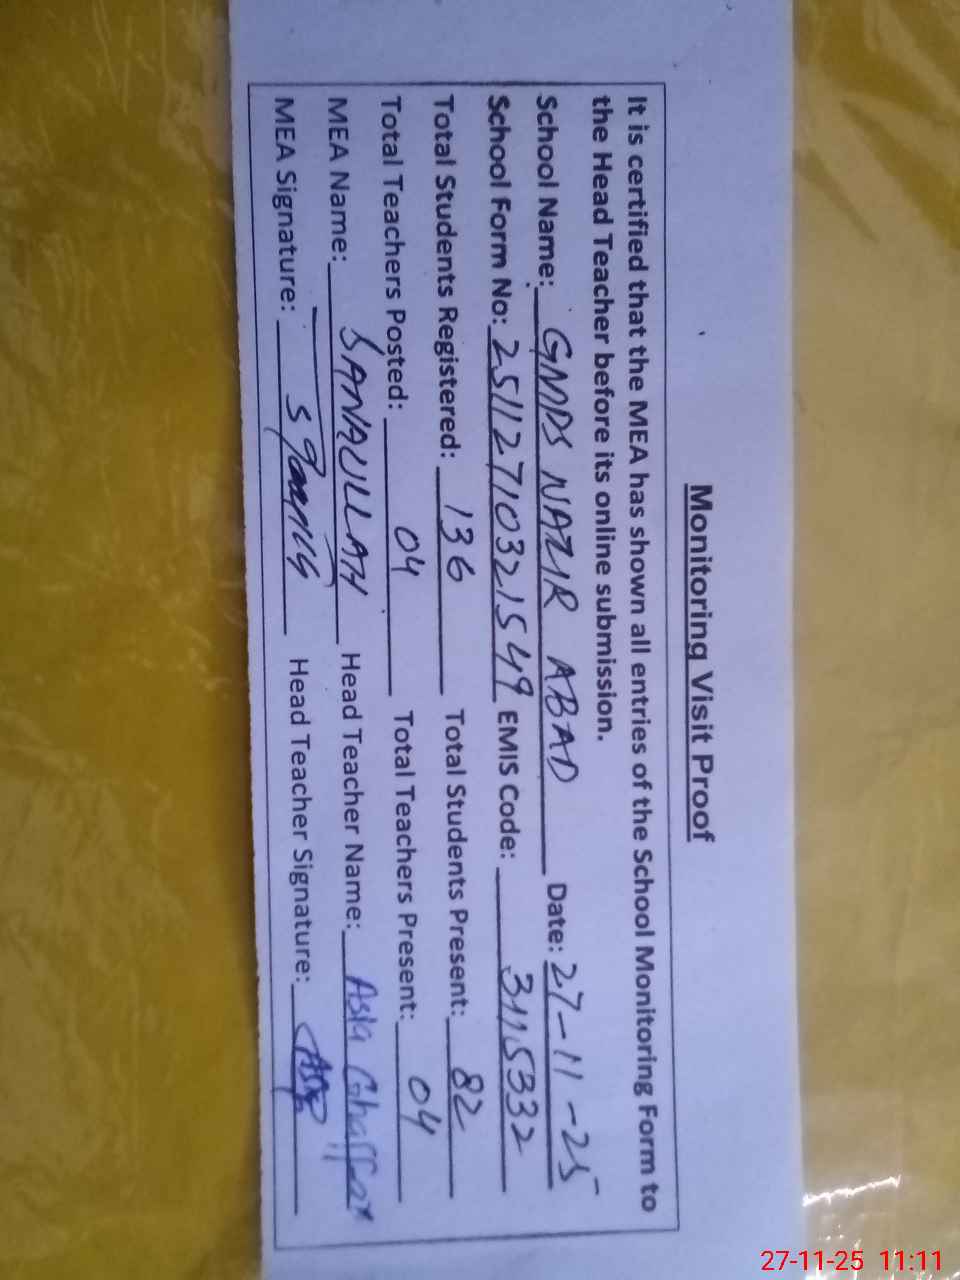 Monitoring Visit Proof
It is certified that the MEA has shown all entries of the School Monitoring Form to
the Head Teacher before its online submission.
School Name: GMPS NAZIR ABAD Date: 27-11-25
School Form No: 251127103215 49 EMIS Code: 31115332
Total Students Registered: 136 Total Students Present: 82
Total Teachers Posted: 04 Total Teachers Present: 04
MEA Name: SANAULLAH Head Teacher Name: Asia Ghaffar
MEA Signature: Head Teacher Signature:
27-11-25 11:11